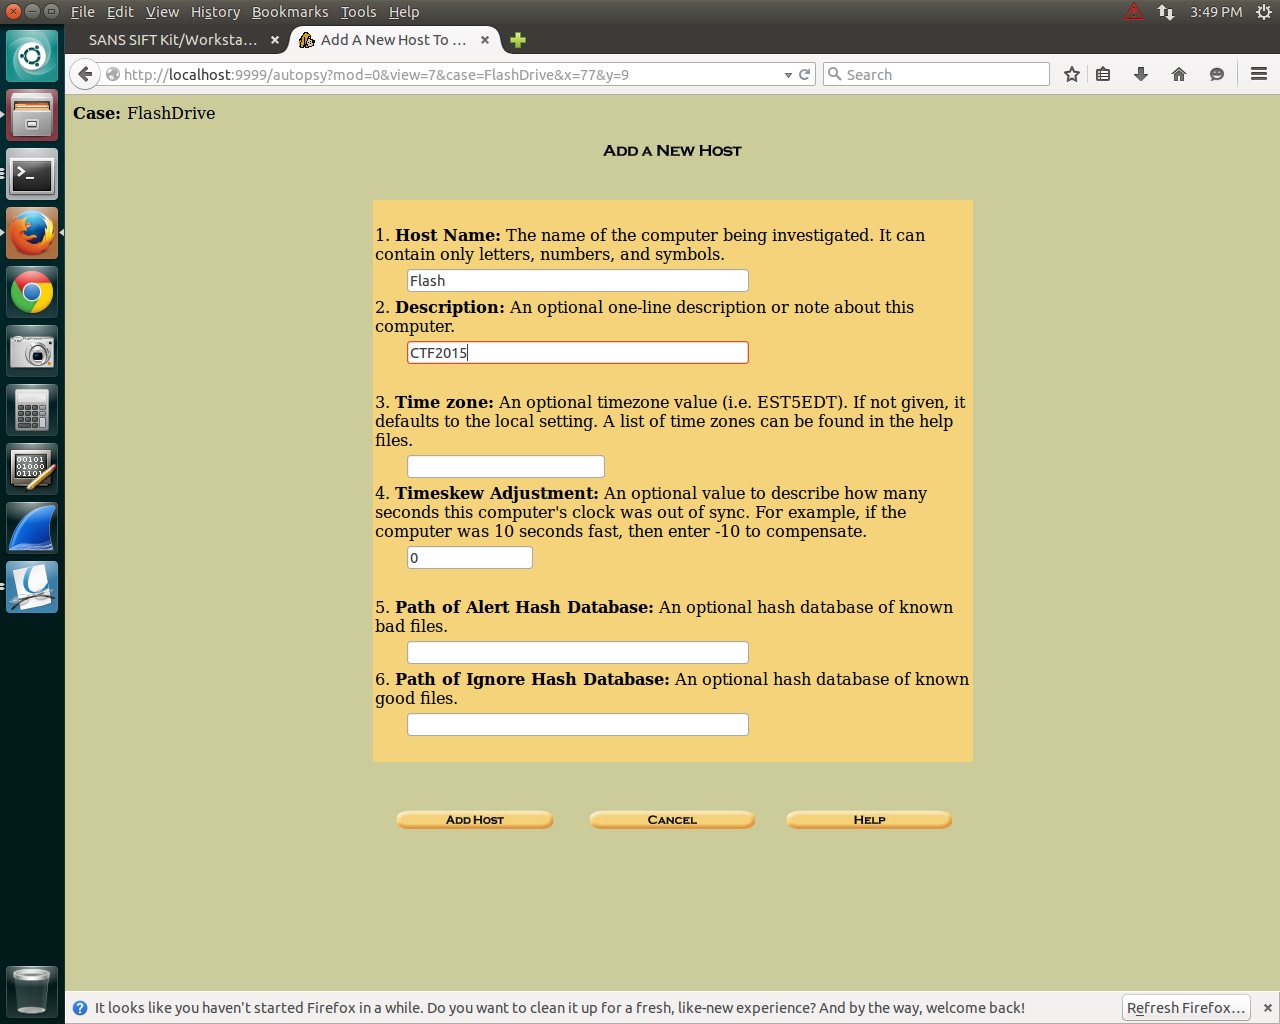 File Edit View History Bookmarks Tools Help
3:49 PM
SANS SIFT Kit/Worksta...
Add A New Host To ...
http://localhost:9999/autopsy?mod=0&view=7&case=FlashDrive&x=77&y=9
Search
Case: FlashDrive
ADD A NEW HOST
1. Host Name: The name of the computer being investigated. It can
contain only letters, numbers, and symbols.
Flash
2. Description: An optional one-line description or note about this
computer.
CTF2015
3. Time zone: An optional timezone value (i.e. EST5EDT). If not given, it
defaults to the local setting. A list of time zones can be found in the help
files.
4. Timeskew Adjustment: An optional value to describe how many
seconds this computer's clock was out of sync. For example, if the
computer was 10 seconds fast, then enter -10 to compensate.
0
5. Path of Alert Hash Database: An optional hash database of known
bad files.
6. Path of Ignore Hash Database: An optional hash database of known
good files.
ADD HOST
CANCEL
HELP
00101
01000
01101
It looks like you haven't started Firefox in a while. Do you want to clean it up for a fresh, like-new experience? And by the way, welcome back!
Refresh Firefox...